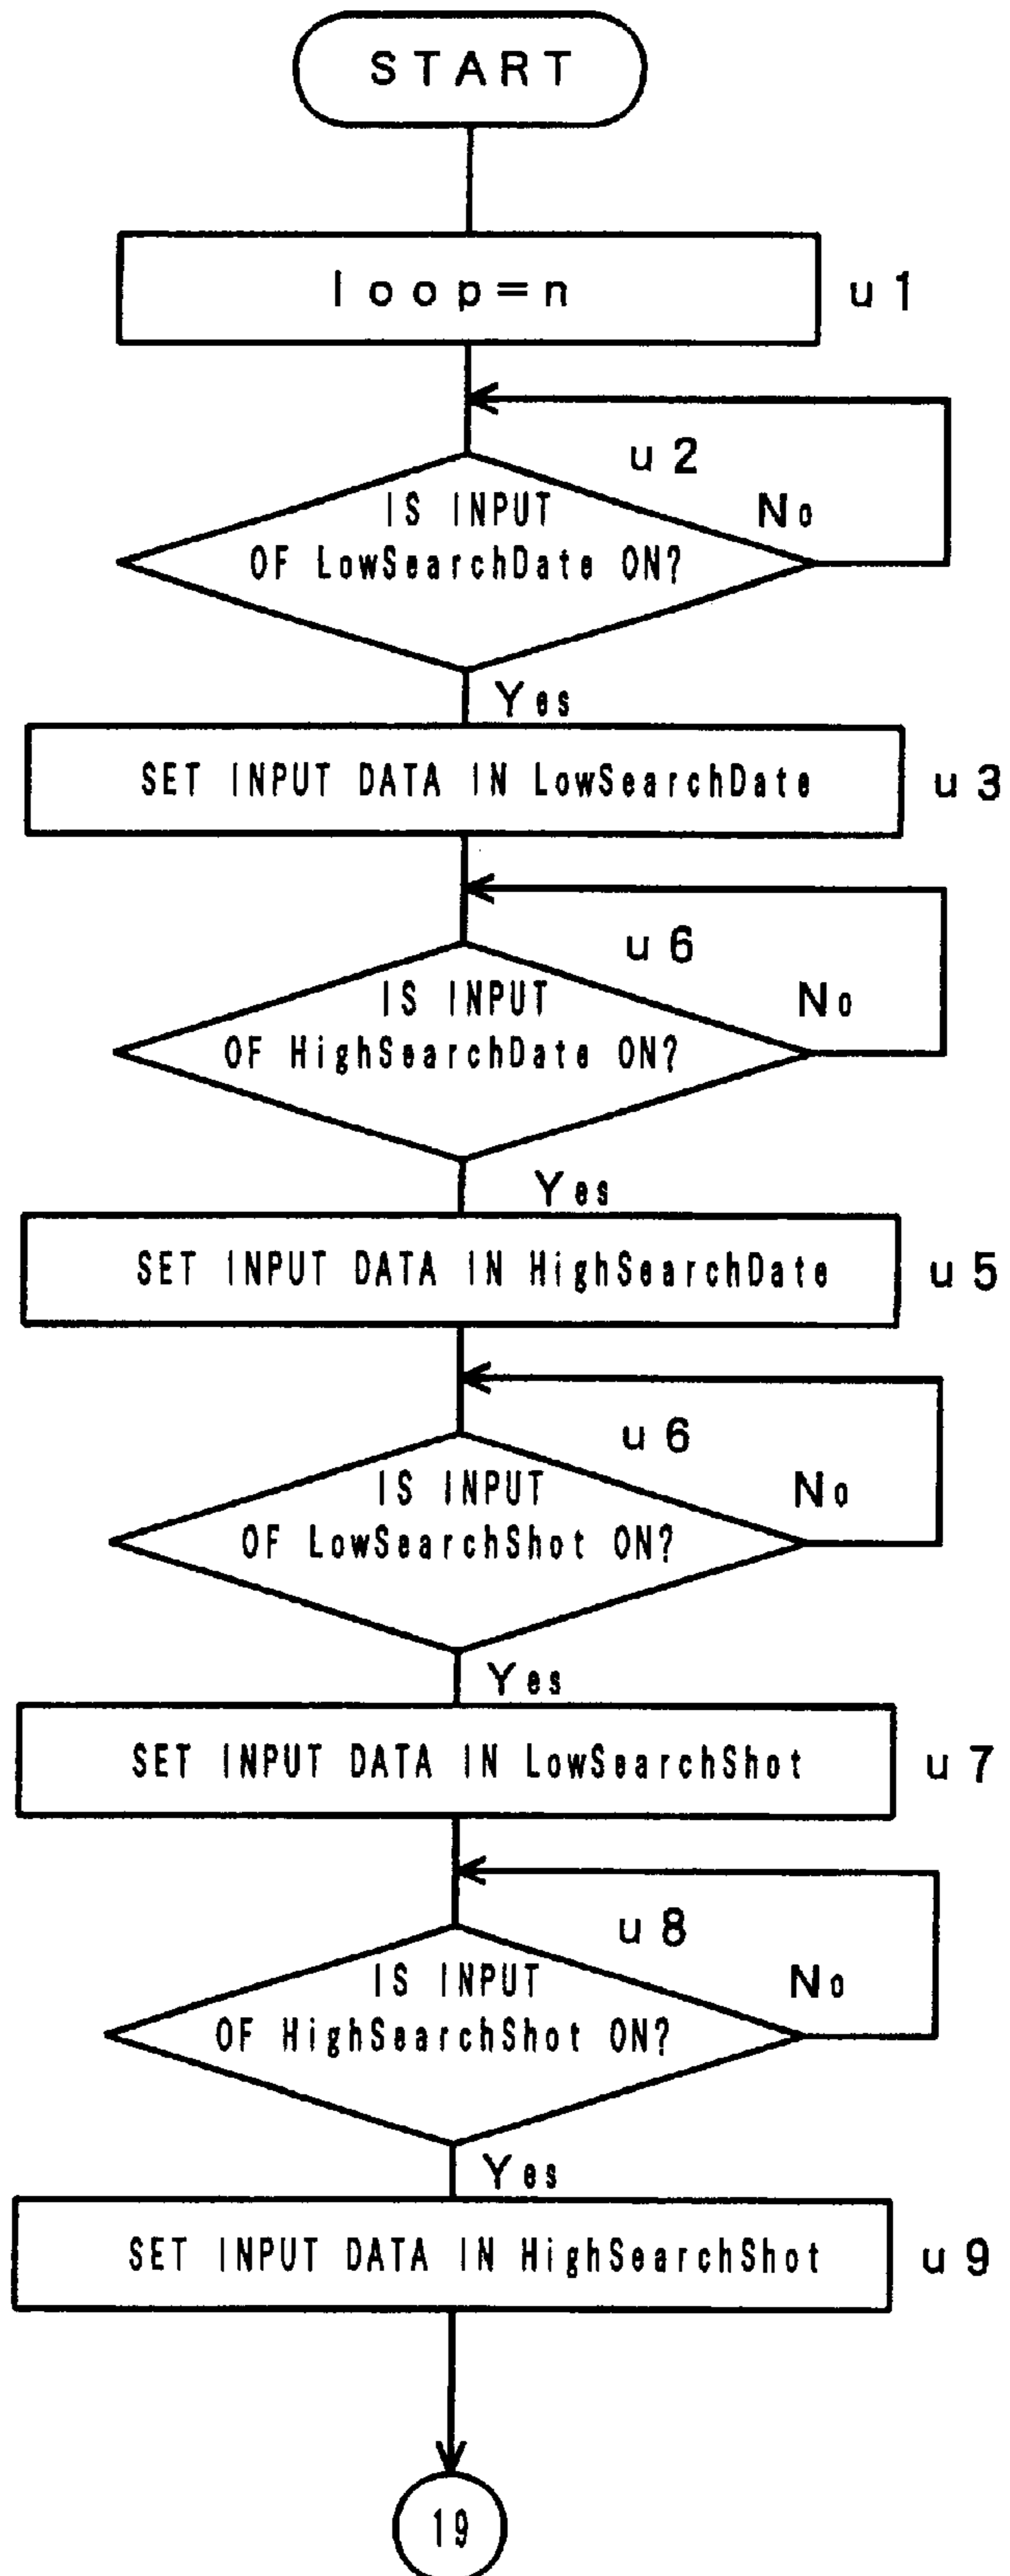 START
loop=n u1
u2
IS INPUT No
OF LowSearchDate ON?
Yes
SET INPUT DATA IN LowSearchDate u3
u6
IS INPUT No
OF HighSearchDate ON?
Yes
SET INPUT DATA IN HighSearchDate u5
u6
IS INPUT No
OF LowSearchShot ON?
Yes
SET INPUT DATA IN LowSearchShot u7
u8
IS INPUT No
OF HighSearchShot ON?
Yes
SET INPUT DATA IN HighSearchShot u9
19